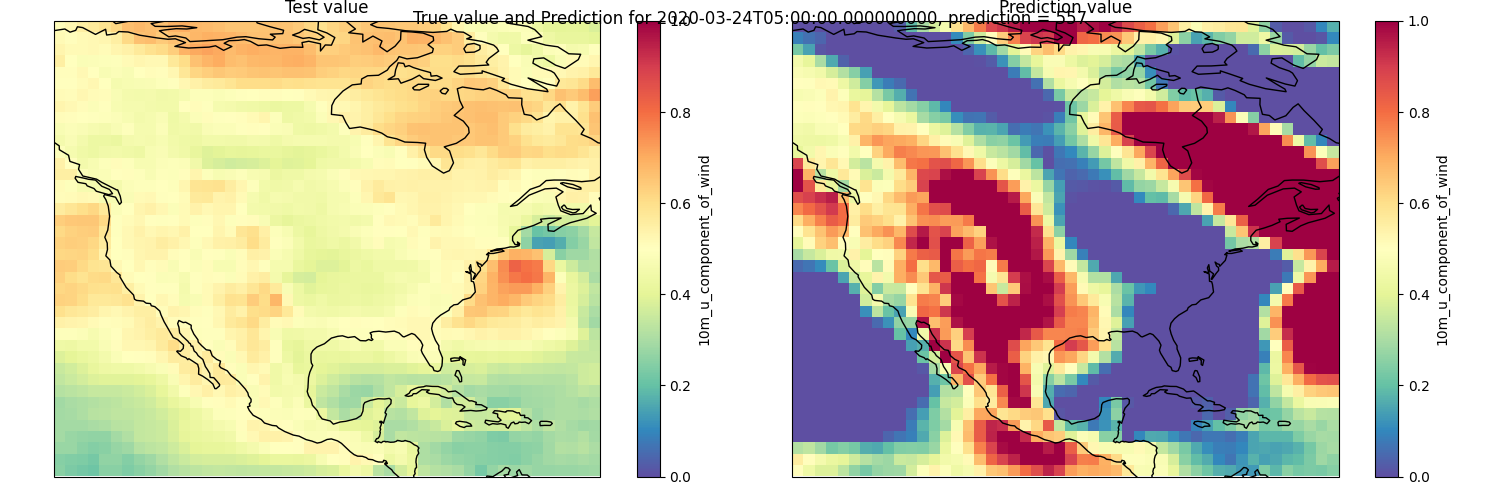 Test value
Prediction value
True value and Prediction for 2020-03-24T05:00:00.000000000, prediction = 557
1.0
0.8
0.6
0.4
0.2
0.0
10m_u_component_of_wind
1.0
0.8
0.6
0.4
0.2
0.0
10m_u_component_of_wind